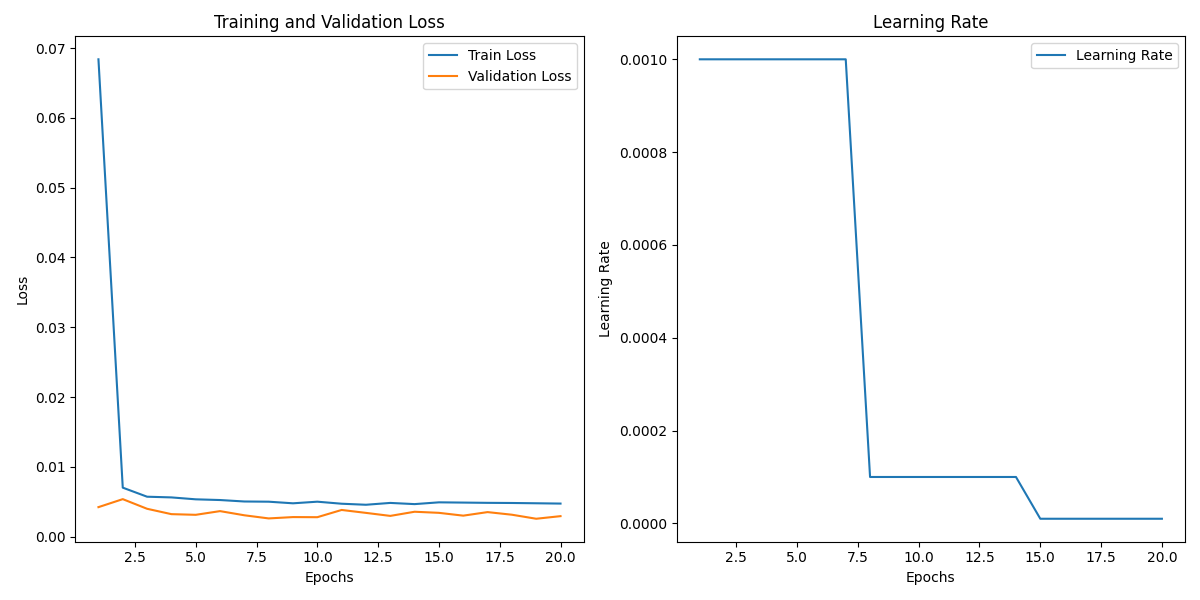 Training and Validation Loss
Train Loss
Validation Loss
0.07
0.06
0.05
0.04
0.03
0.02
0.01
0.00
Loss
2.5 5.0 7.5 10.0 12.5 15.0 17.5 20.0
Epochs
Learning Rate
Learning Rate
0.0010
0.0008
0.0006
0.0004
0.0002
0.0000
Learning Rate
2.5 5.0 7.5 10.0 12.5 15.0 17.5 20.0
Epochs